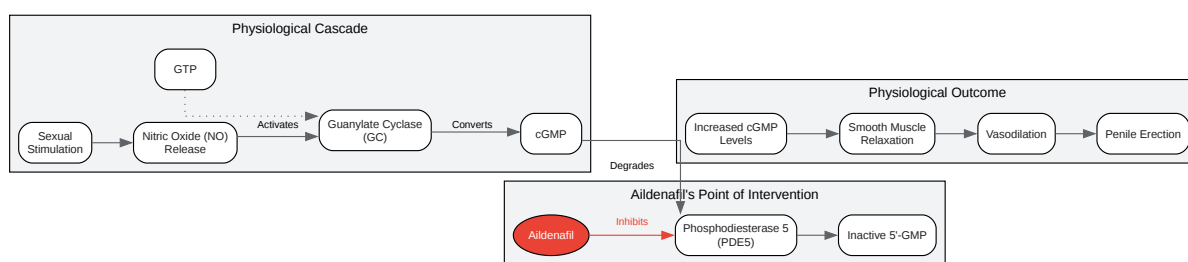 Physiological Cascade
GTP
Sexual
Stimulation
Nitric Oxide (NO)
Release
Activates
Guanylate Cyclase
(GC)
Converts
cGMP
Degrades
Physiological Outcome
Increased cGMP
Levels
Smooth Muscle
Relaxation
Vasodilation
Penile Erection
Aildenafil's Point of Intervention
Aildenafil
Inhibits
Phosphodiesterase 5
(PDE5)
Inactive 5'-GMP